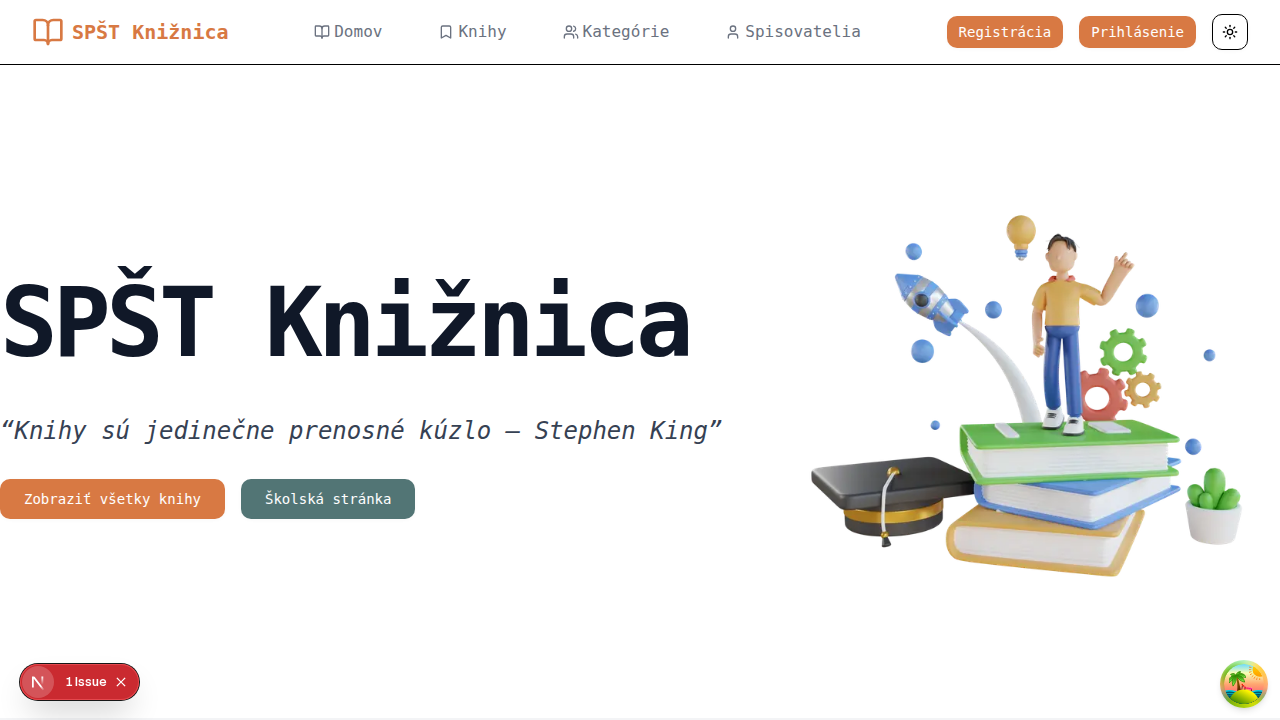 SPŠT Knižnica
Domov
Knihy
Kategórie
Spisovatelia
Registrácia
Prihlásenie
SPŠT Knižnica
“Knihy sú jedinečne prenosné kúzlo – Stephen King”
Zobraziť všetky knihy
Školská stránka
N
1 Issue